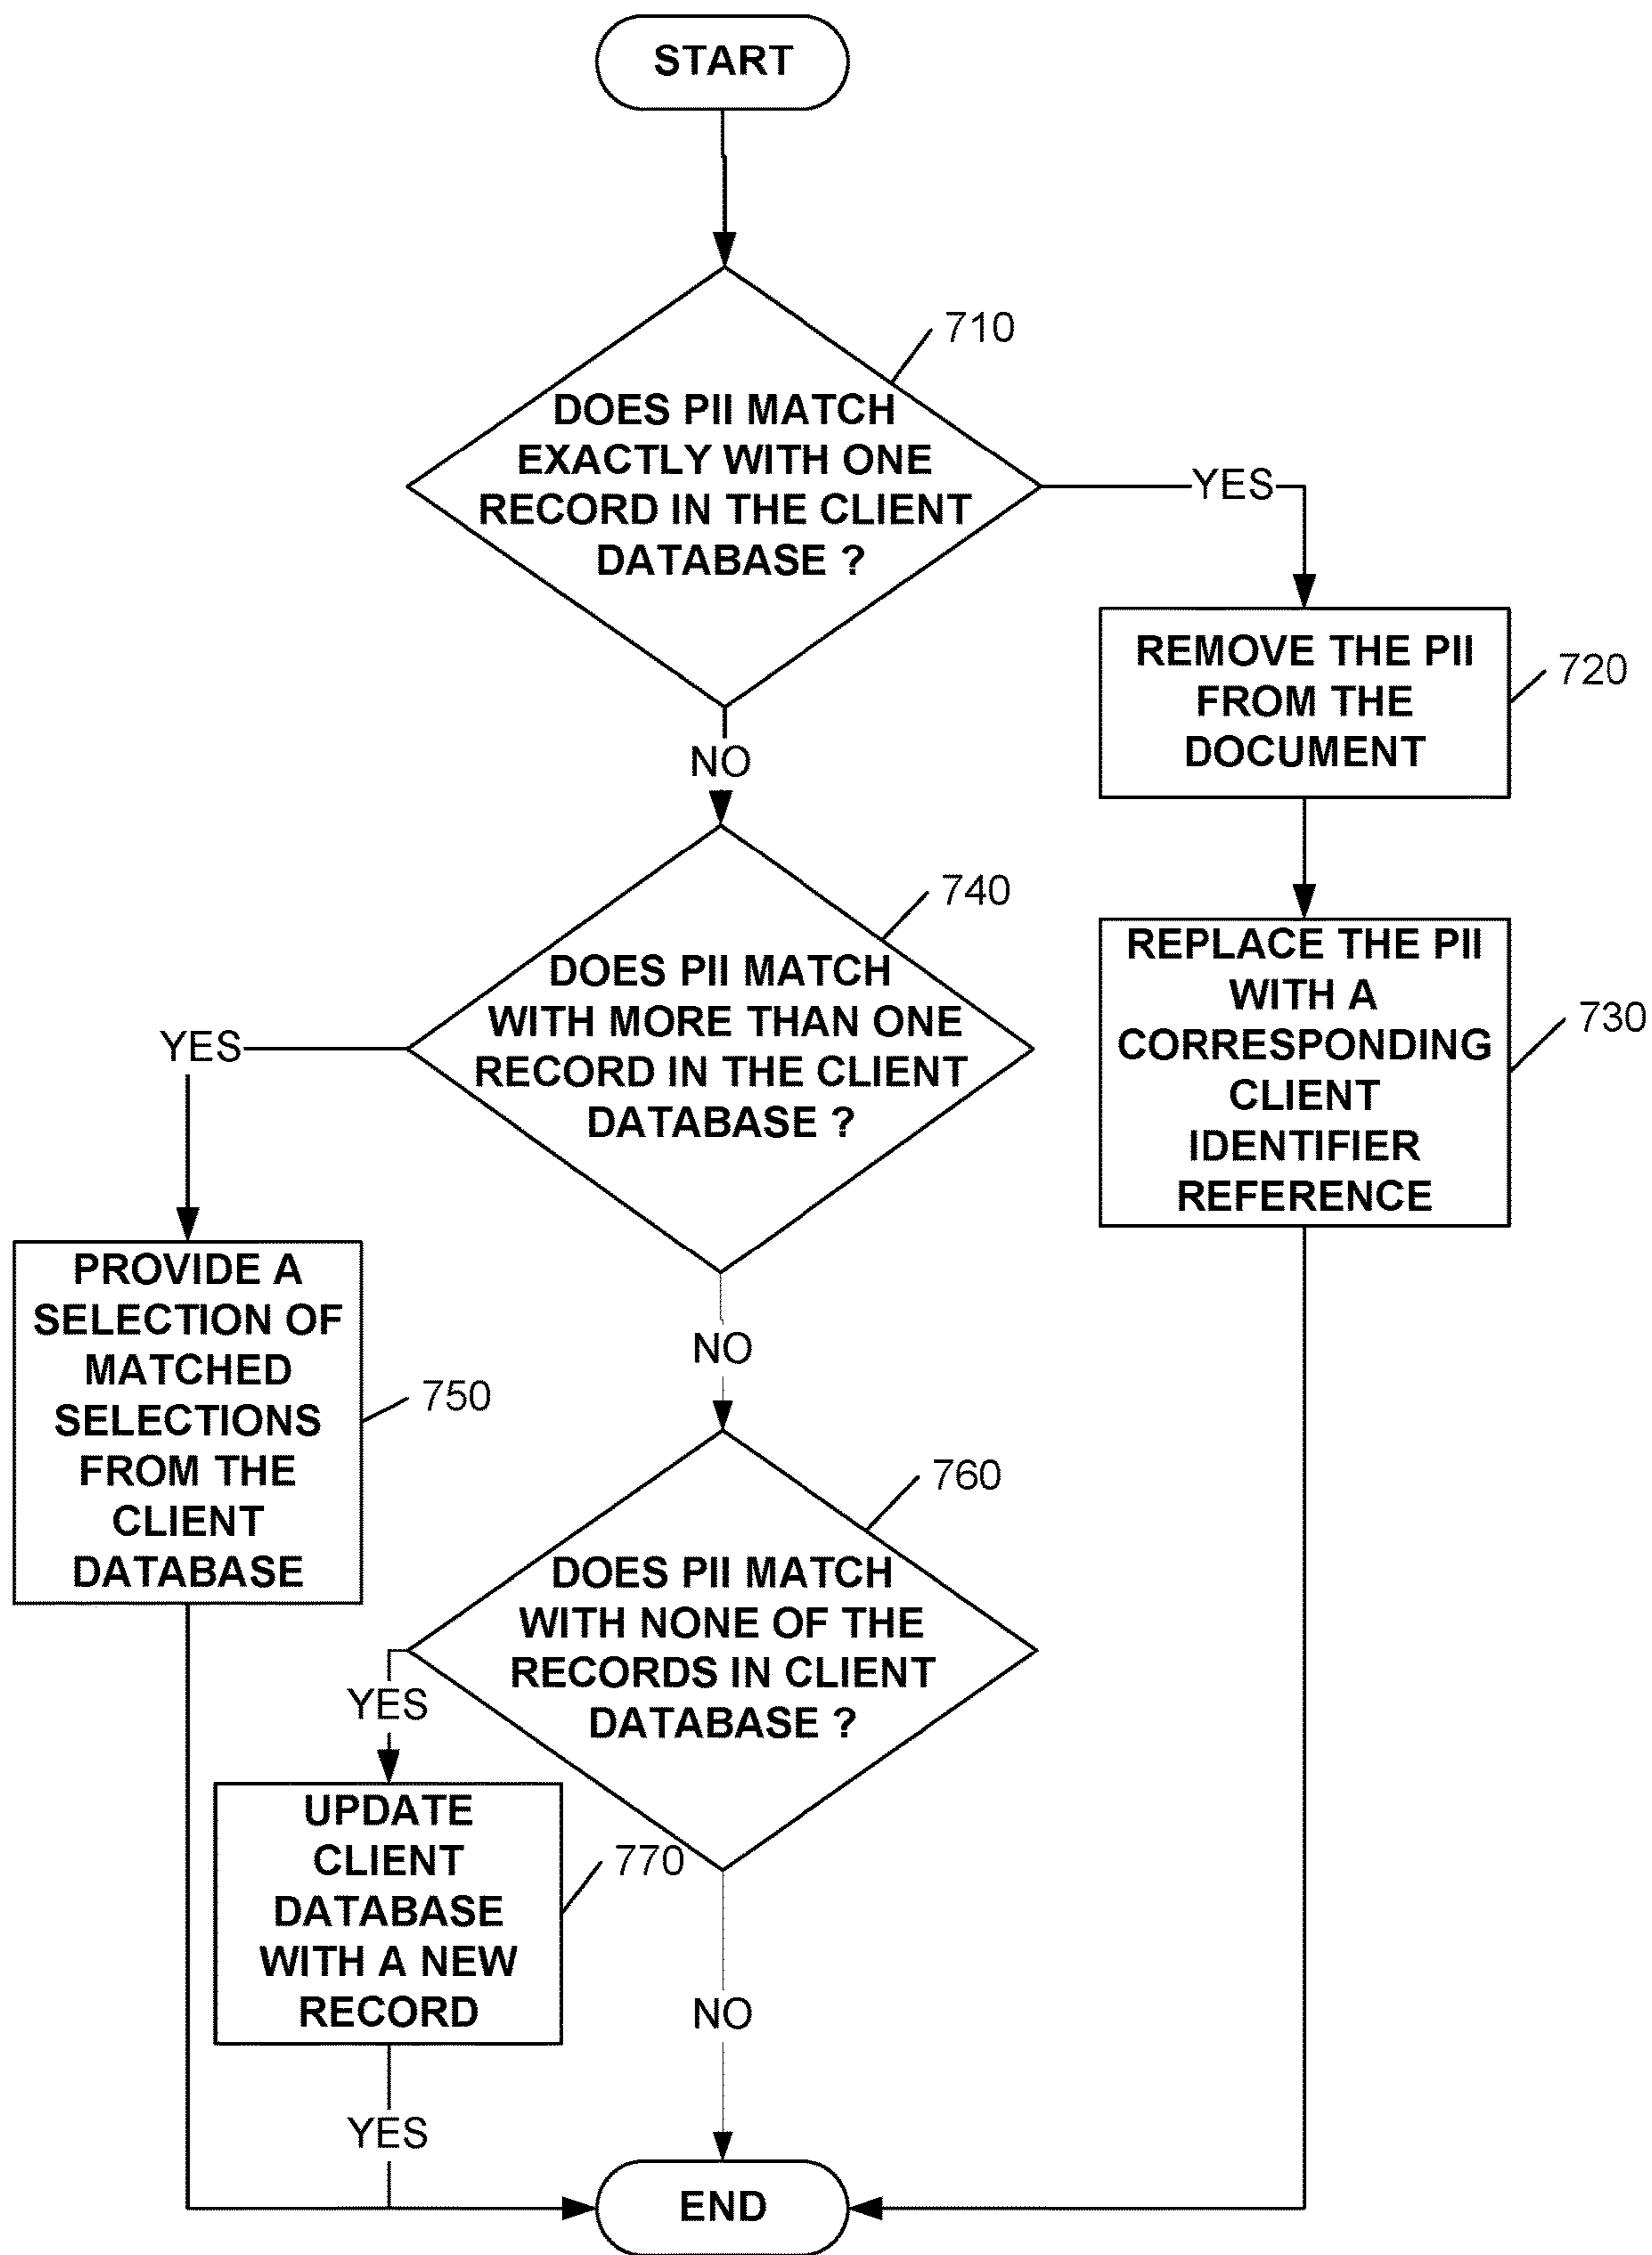 START
710
DOES PII MATCH
EXACTLY WITH ONE
RECORD IN THE CLIENT
DATABASE ?
YES
REMOVE THE PII
FROM THE
DOCUMENT
720
NO
740
DOES PII MATCH
WITH MORE THAN ONE
RECORD IN THE CLIENT
DATABASE ?
REPLACE THE PII
WITH A
CORRESPONDING
CLIENT
IDENTIFIER
REFERENCE
730
YES
PROVIDE A
SELECTION OF
MATCHED
SELECTIONS
FROM THE
CLIENT
DATABASE
750
NO
760
DOES PII MATCH
WITH NONE OF THE
RECORDS IN CLIENT
DATABASE ?
YES
UPDATE
CLIENT
DATABASE
WITH A NEW
RECORD
770
NO
YES
END